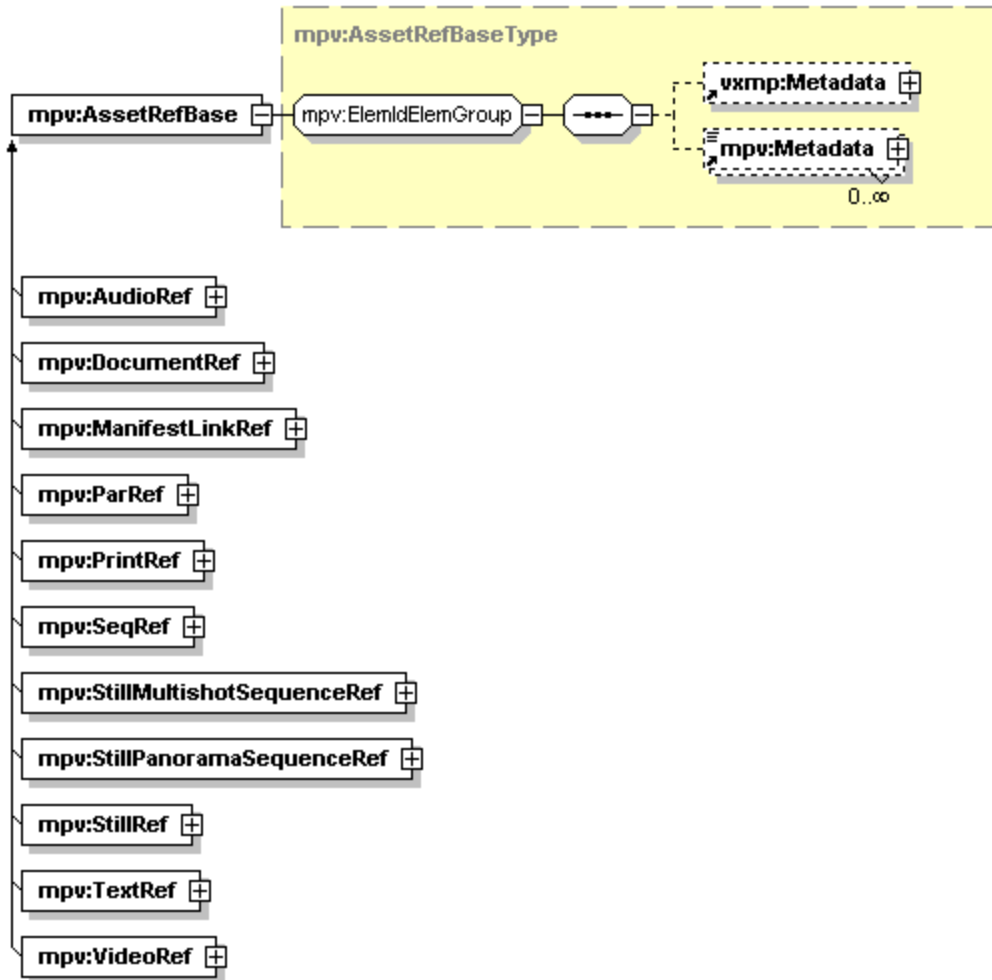 mpv:AssetRefBaseType
mpv:AssetRefBase
mpv:ElemIdElemGroup
vxmp:Metadata
mpv:Metadata
0..∞
mpv:AudioRef
mpv:DocumentRef
mpv:ManifestLinkRef
mpv:ParRef
mpv:PrintRef
mpv:SeqRef
mpv:StillMultishotSequenceRef
mpv:StillPanoramaSequenceRef
mpv:StillRef
mpv:TextRef
mpv:VideoRef